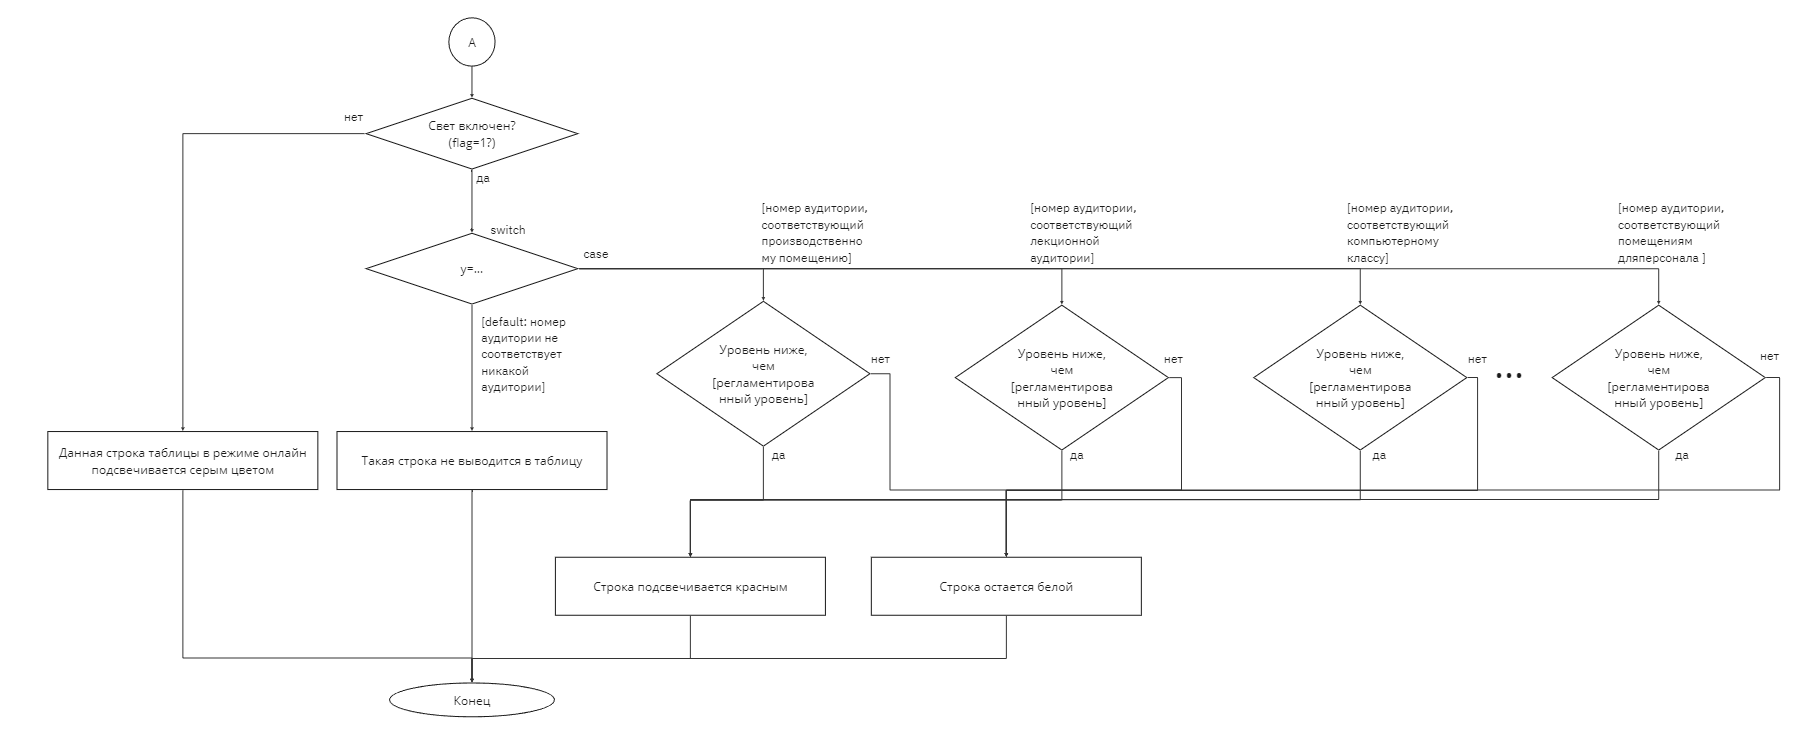 А
нет
Свет включен?
(flag=1?)
да
switch
y=...
case
[номер аудитории,
соответствующий
производственно
му помещению]
[номер аудитории,
соответствующий
лекционной
аудитории]
[номер аудитории,
соответствующий
компьютерному
классу]
[номер аудитории,
соответствующий
помещениям
дляперсонала ]
[default: номер
аудитории не
соответствует
никакой
аудитории]
Уровень ниже,
чем
[регламентирова
нный уровень]
нет
да
Уровень ниже,
чем
[регламентирова
нный уровень]
нет
да
Уровень ниже,
чем
[регламентирова
нный уровень]
нет
да
•••
Уровень ниже,
чем
[регламентирова
нный уровень]
нет
да
Данная строка таблицы в режиме онлайн
подсвечивается серым цветом
Такая строка не выводится в таблицу
Строка подсвечивается красным
Строка остается белой
Конец